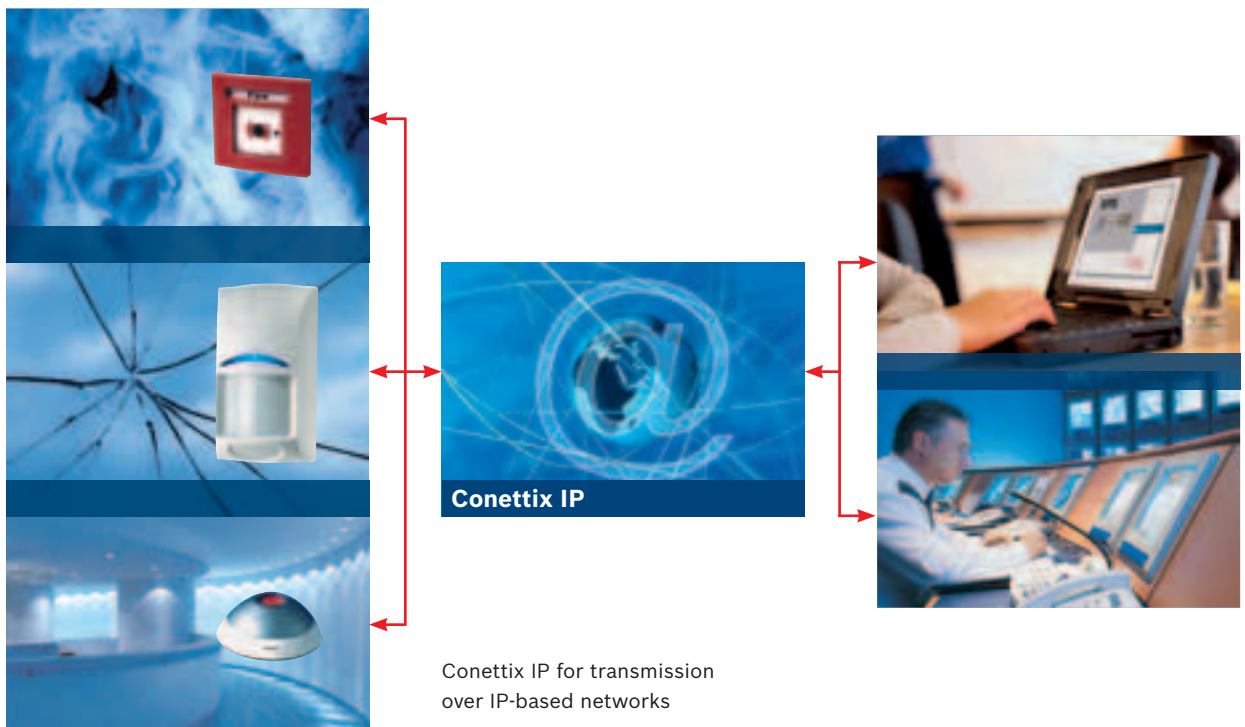 Conettix IP
Conettix IP for transmission
over IP-based networks